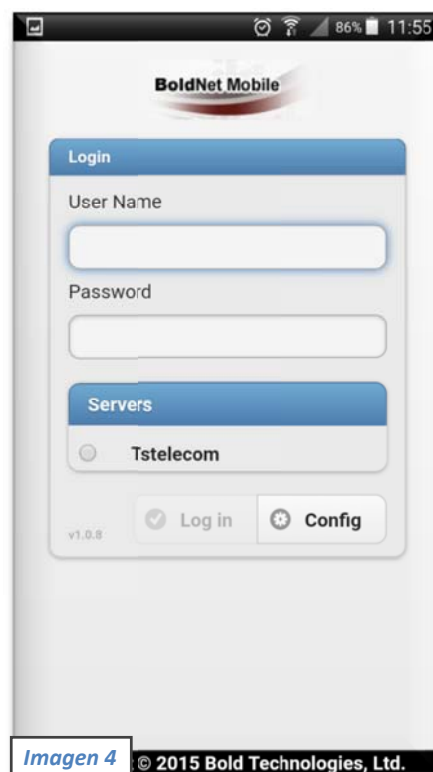 86% 11:55
BoldNet Mobile
Login
User Name
Password
Servers
Tstelecom
v1.0.8
Log in
Config
Imagen 4
© 2015 Bold Technologies, Ltd.